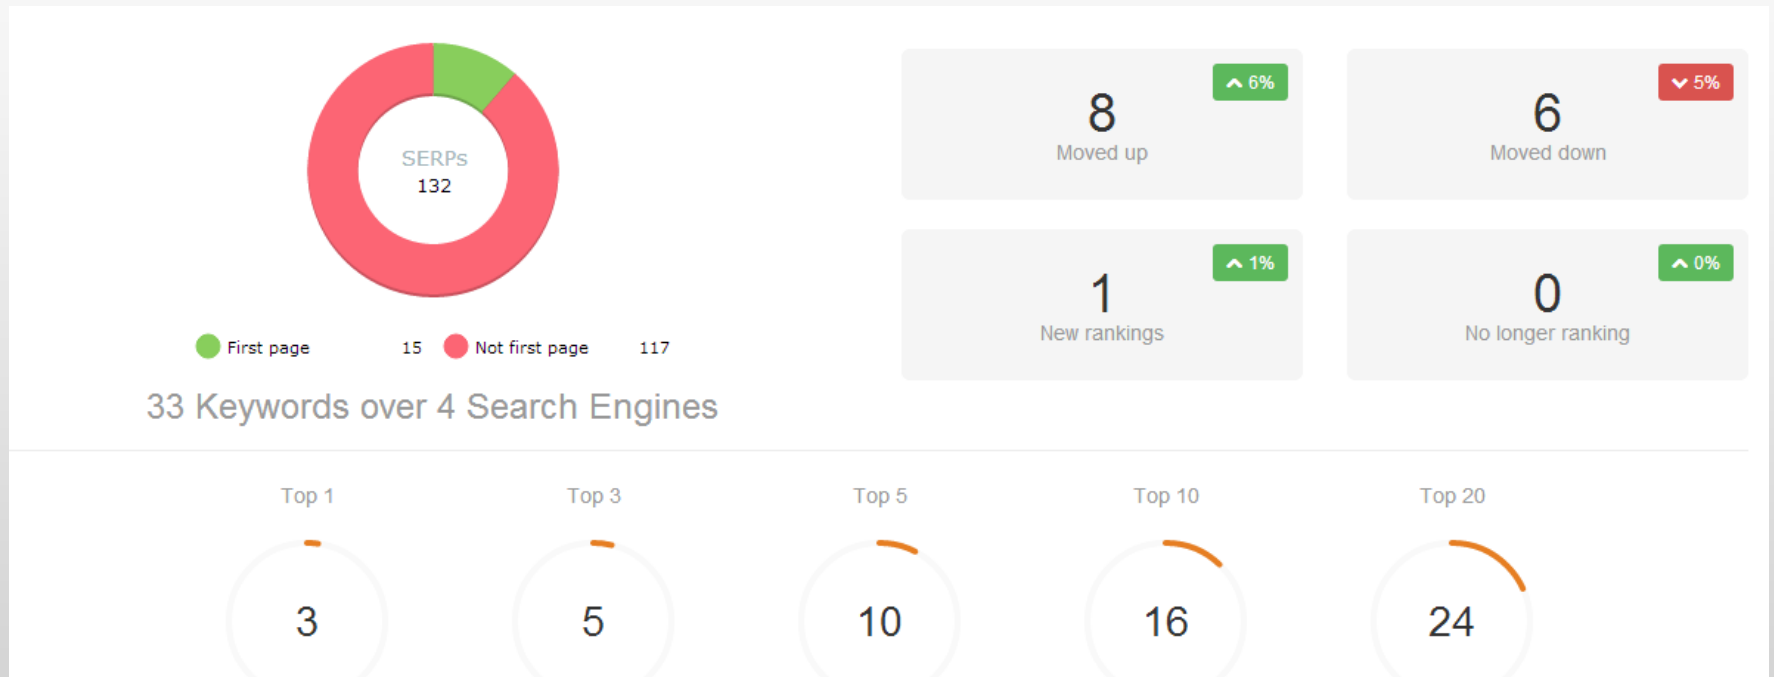 SERPs
132
First page 15 Not first page 117
33 Keywords over 4 Search Engines
6%
8
Moved up
5%
6
Moved down
1%
1
New rankings
0%
0
No longer ranking
Top 1 Top 3 Top 5 Top 10 Top 20
3 5 10 16 24